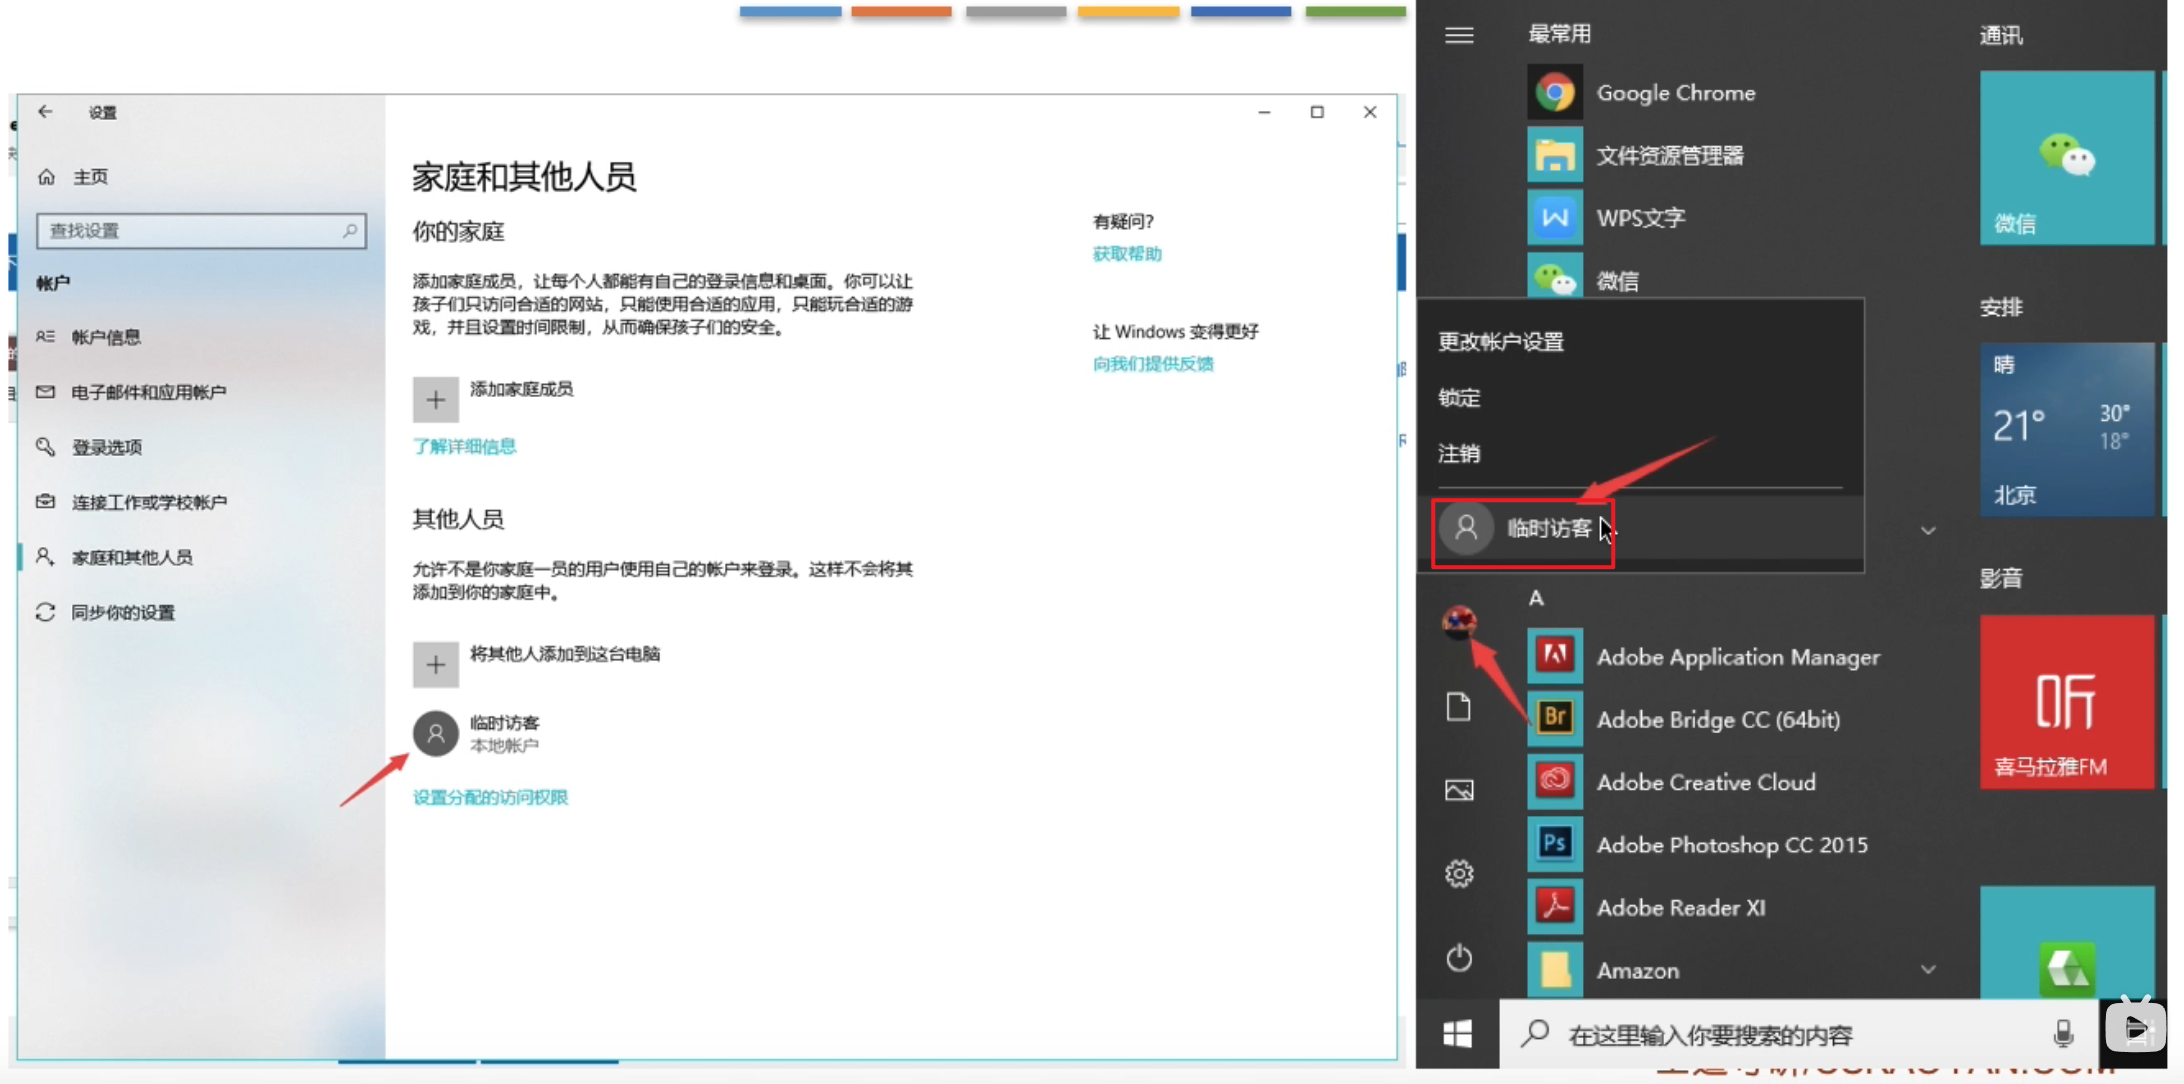 设置
主页
查找设置
帐户
帐户信息
电子邮件和应用帐户
登录选项
连接工作或学校帐户
家庭和其他人员
同步你的设置
家庭和其他人员
你的家庭
添加家庭成员，让每个人都能有自己的登录信息和桌面。你可以让
孩子们只访问合适的网站，只能使用合适的应用，只能玩合适的游
戏，并且设置时间限制，从而确保孩子们的安全。
添加家庭成员
了解详细信息
其他人员
允许不是你家庭一员的用户使用自己的帐户来登录。这样不会将其
添加到你的家庭中。
将其他人添加到这台电脑
临时访客
本地帐户
设置分配的访问权限
有疑问?
获取帮助
让 Windows 变得更好
向我们提供反馈
最常用
Google Chrome
文件资源管理器
WPS文字
微信
更改帐户设置
锁定
注销
临时访客
A
Adobe Application Manager
Br
Adobe Bridge CC (64bit)
Adobe Creative Cloud
Ps
Adobe Photoshop CC 2015
Adobe Reader XI
Amazon
通讯
微信
安排
晴
21°
30°
18°
北京
影音
听
喜马拉雅FM
在这里输入你要搜索的内容